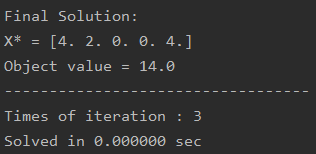 Final Solution:
X* = [4. 2. 0. 0. 4.]
Object value = 14.0
----------------------------------
Times of iteration : 3
Solved in 0.000000 sec